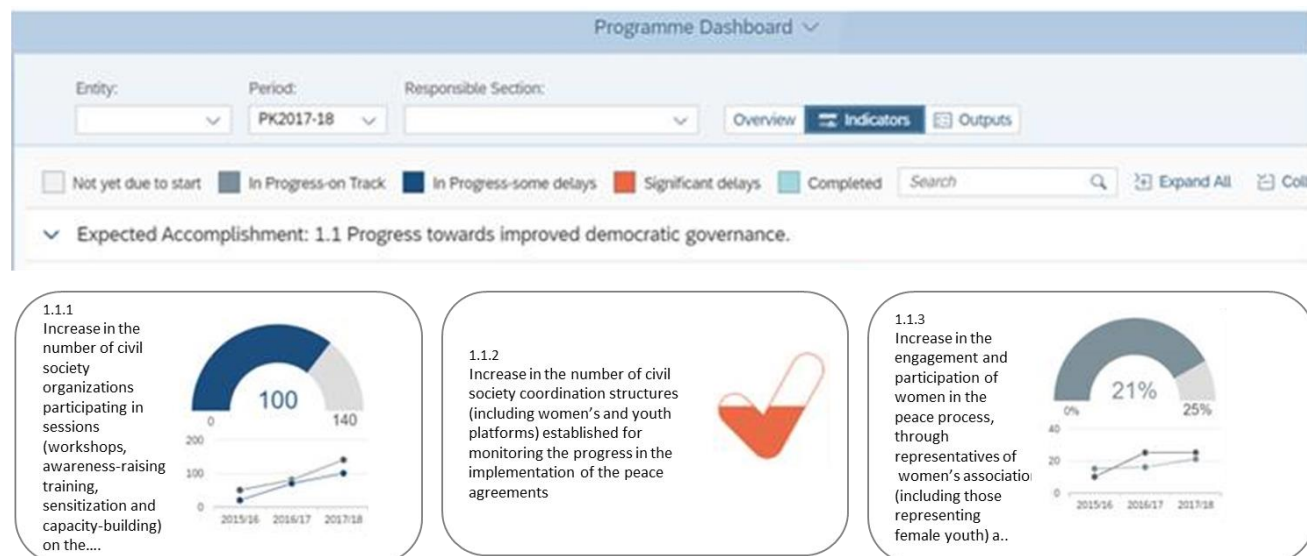 Programme Dashboard
Entity:
Period:
Responsible Section:
PK2017-18
Overview
Indicators
Outputs
Not yet due to start
In Progress-on Track
In Progress-some delays
Significant delays
Completed
Search
Expand All
Coll
Expected Accomplishment: 1.1 Progress towards improved democratic governance.
1.1.1
Increase in the
number of civil
society
organizations
participating in
sessions
(workshops,
awareness-raising
training,
sensitization and
capacity-building)
on the....
100
0
140
200
100
0
2015/16 2016/17 2017/18
1.1.2
Increase in the number of civil
society coordination structures
(including women's and youth
platforms) established for
monitoring the progress in the
implementation of the peace
agreements
1.1.3
Increase in the
engagement and
participation of
women in the
peace process,
through
representatives of
women's associatio
(including those
representing
female youth) a..
21%
0%
25%
40
20
0
2015/16 2016/17 2017/18